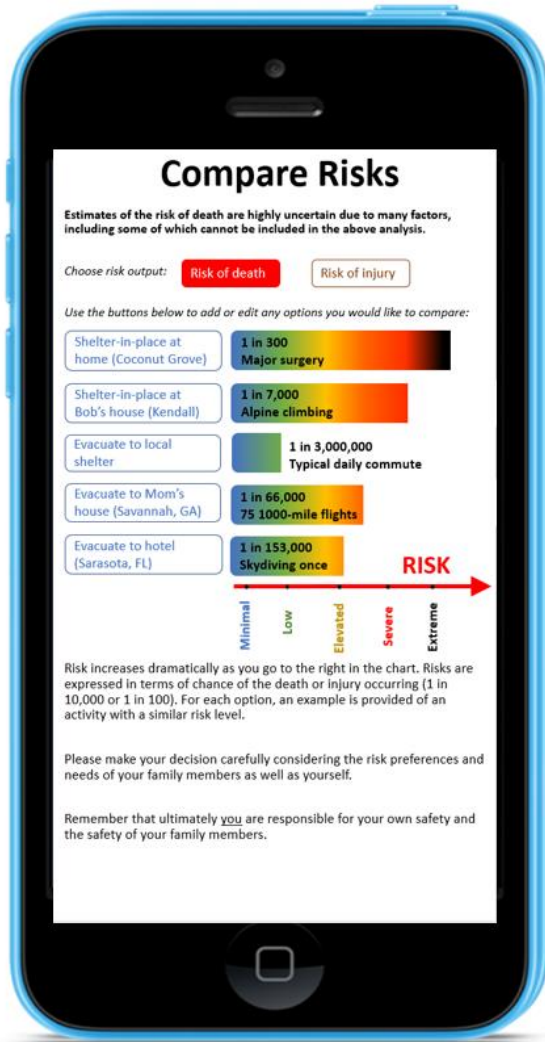 Compare Risks
Estimates of the risk of death are highly uncertain due to many factors,
including some of which cannot be included in the above analysis.
Choose risk output:
Risk of death
Risk of injury
Use the buttons below to add or edit any options you would like to compare:
Shelter-in-place at
home (Coconut Grove)
1 in 300
Major surgery
Shelter-in-place at
Bob's house (Kendall)
1 in 7,000
Alpine climbing
Evacuate to local
shelter
1 in 3,000,000
Typical daily commute
Evacuate to Mom's
house (Savannah, GA)
1 in 66,000
75 1000-mile flights
Evacuate to hotel
(Sarasota, FL)
1 in 153,000
Skydiving once
RISK
Minimal
Low
Elevated
Severe
Extreme
Risk increases dramatically as you go to the right in the chart. Risks are
expressed in terms of chance of the death or injury occurring (1 in
10,000 or 1 in 100). For each option, an example is provided of an
activity with a similar risk level.
Please make your decision carefully considering the risk preferences and
needs of your family members as well as yourself.
Remember that ultimately you are responsible for your own safety and
the safety of your family members.